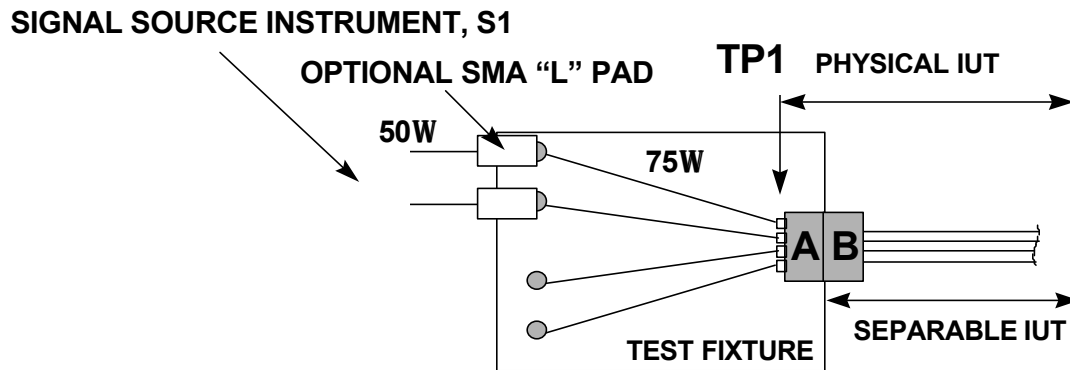 SIGNAL SOURCE INSTRUMENT, S1
OPTIONAL SMA “L” PAD
TP1
PHYSICAL IUT
50W
75W
A
B
SEPARABLE IUT
TEST FIXTURE